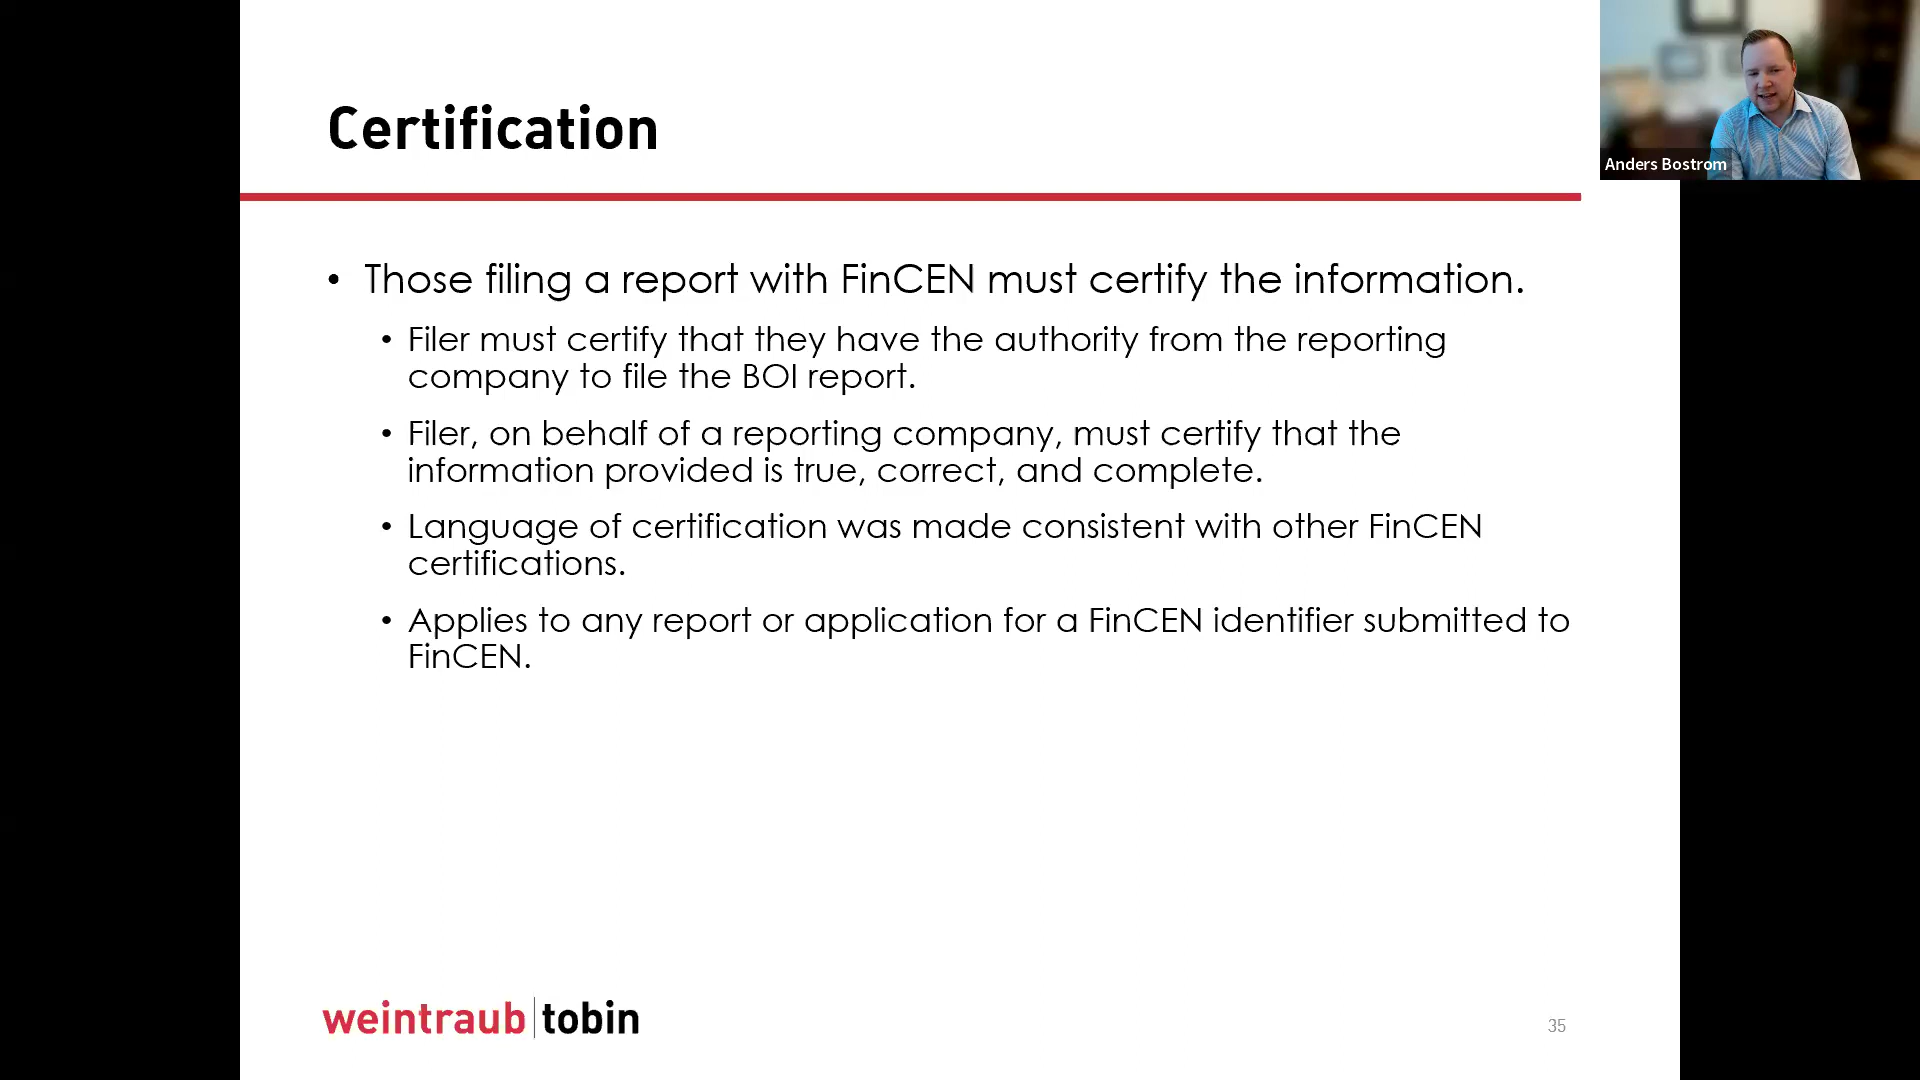 Certification
Anders Bostrom
• Those filing a report with FinCEN must certify the information.
• Filer must certify that they have the authority from the reporting
company to file the BOI report.
• Filer, on behalf of a reporting company, must certify that the
information provided is true, correct, and complete.
• Language of certification was made consistent with other FinCEN
certifications.
• Applies to any report or application for a FinCEN identifier submitted to
FinCEN.
weintraub|tobin
35